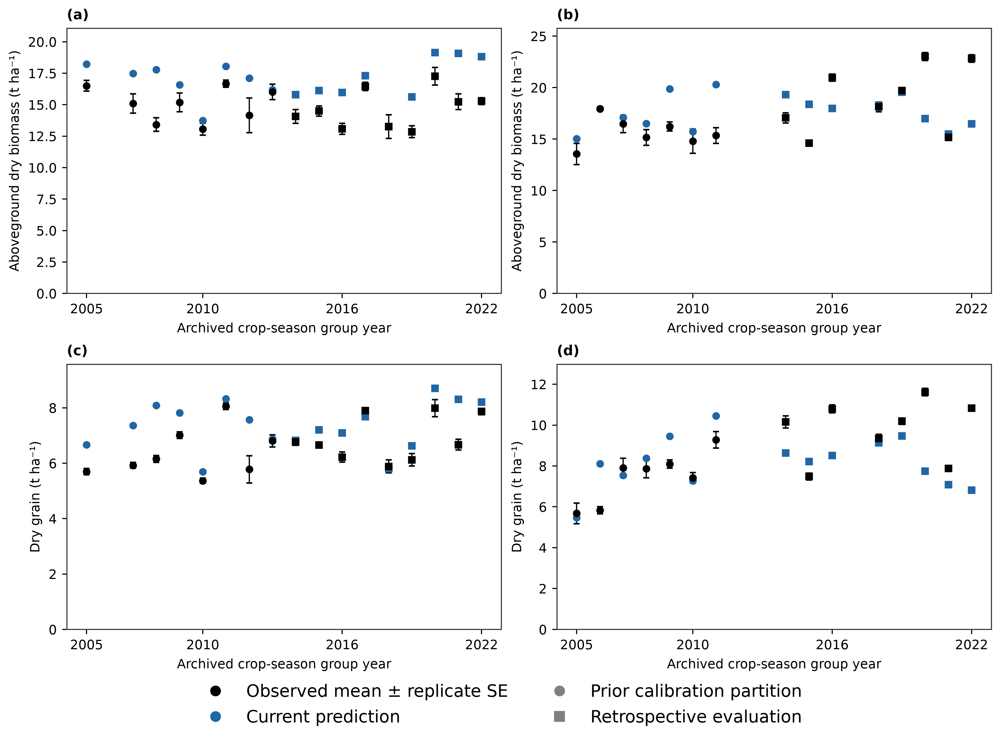 (a)
Aboveground dry biomass (t ha⁻¹)
20.0
17.5
15.0
12.5
10.0
7.5
5.0
2.5
0.0
2005 2010 2016 2022
Archived crop-season group year
(b)
Aboveground dry biomass (t ha⁻¹)
25
20
15
10
5
0
2005 2010 2016 2022
Archived crop-season group year
(c)
Dry grain (t ha⁻¹)
8
6
4
2
0
2005 2010 2016 2022
Archived crop-season group year
(d)
Dry grain (t ha⁻¹)
12
10
8
6
4
2
0
2005 2010 2016 2022
Archived crop-season group year
Observed mean ± replicate SE
Current prediction
Prior calibration partition
Retrospective evaluation